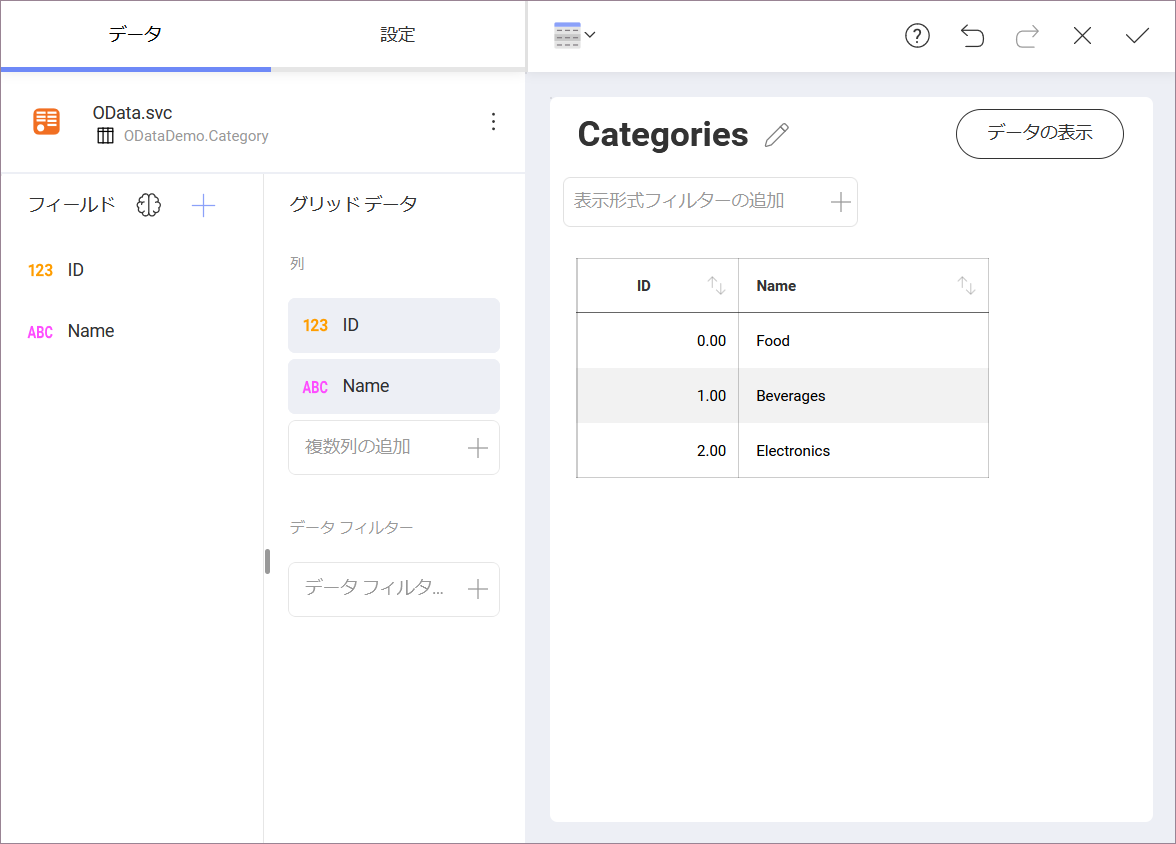 データ
設定
OData.svc
ODataDemo.Category
フィールド
123 ID
ABC Name
グリッド データ
列
123 ID
ABC Name
複数列の追加
データ フィルター
データ フィルタ...
Categories
データの表示
表示形式フィルターの追加
ID Name
0.00 Food
1.00 Beverages
2.00 Electronics